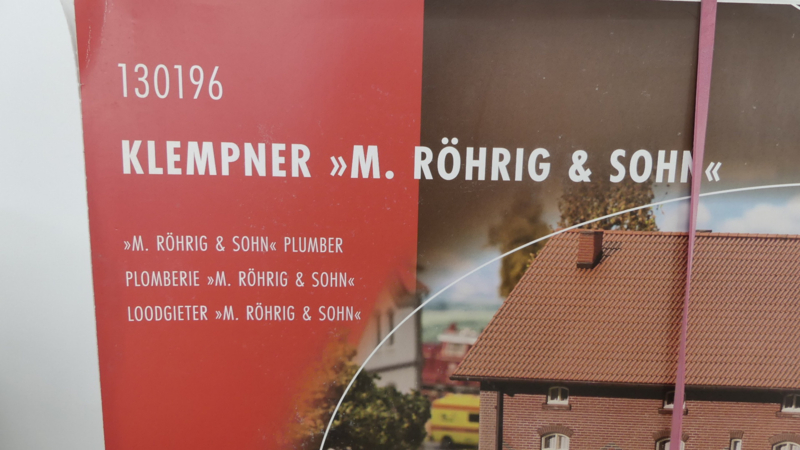 130196
KLEMPNER »M. RÖHRIG & SOHN«
»M. RÖHRIG & SOHN« PLUMBER
PLOMBERIE »M. RÖHRIG & SOHN«
LOODGIETER »M. RÖHRIG & SOHN«